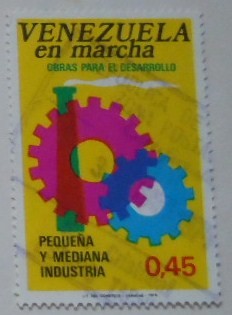 VENEZUELA
en marcha
OBRAS PARA EL DESARROLLO
PEQUEÑA
Y MEDIANA
INDUSTRIA
0,45